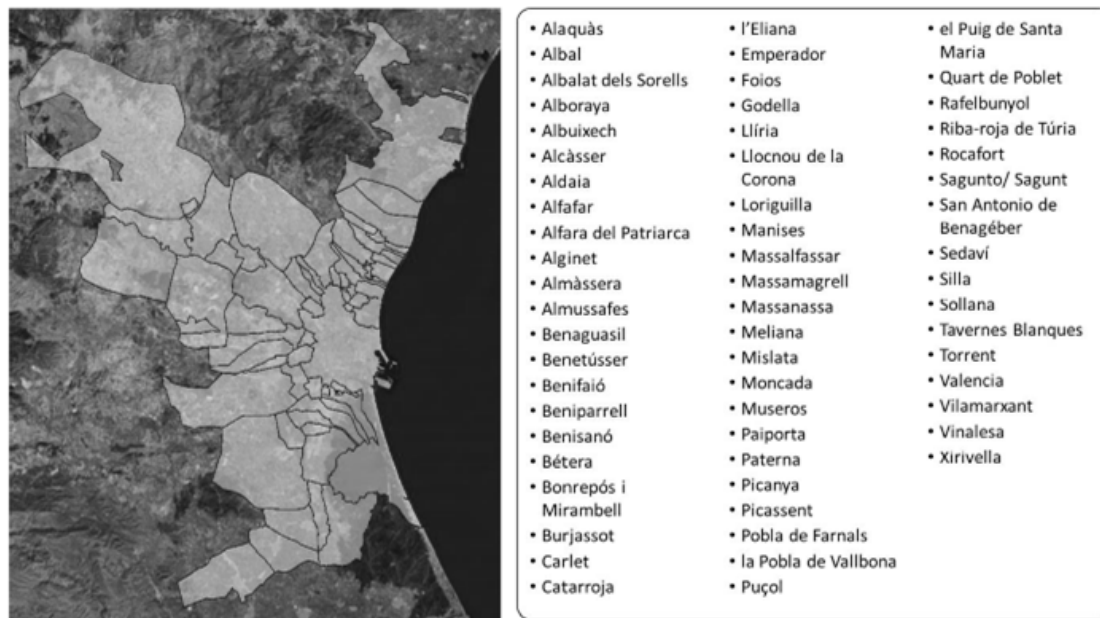 • Alaquàs
• Albal
• Albalat dels Sorells
• Alboraya
• Albuixech
• Alcàsser
• Aldaia
• Alfafar
• Alfara del Patriarca
• Alginet
• Almàssera
• Almussafes
• Benaguasil
• Benetússer
• Benifaió
• Beniparrell
• Benisanó
• Bétera
• Bonrepós i
Mirambell
• Burjassot
• Carlet
• Catarroja
• l’Eliana
• Emperador
• Foios
• Godella
• Llíria
• Llocnou de la
Corona
• Loriguilla
• Manises
• Massalfassar
• Massamagrell
• Massanassa
• Meliana
• Mislata
• Moncada
• Museros
• Paiporta
• Paterna
• Picanya
• Picassent
• Pobla de Farnals
• la Pobla de Vallbona
• Puçol
• el Puig de Santa
Maria
• Quart de Poblet
• Rafelbunyol
• Riba-roja de Túria
• Rocafort
• Sagunto/ Sagunt
• San Antonio de
Benagéber
• Sedaví
• Silla
• Sollana
• Tavernes Blanques
• Torrent
• Valencia
• Vilamarxant
• Vinalesa
• Xirivella